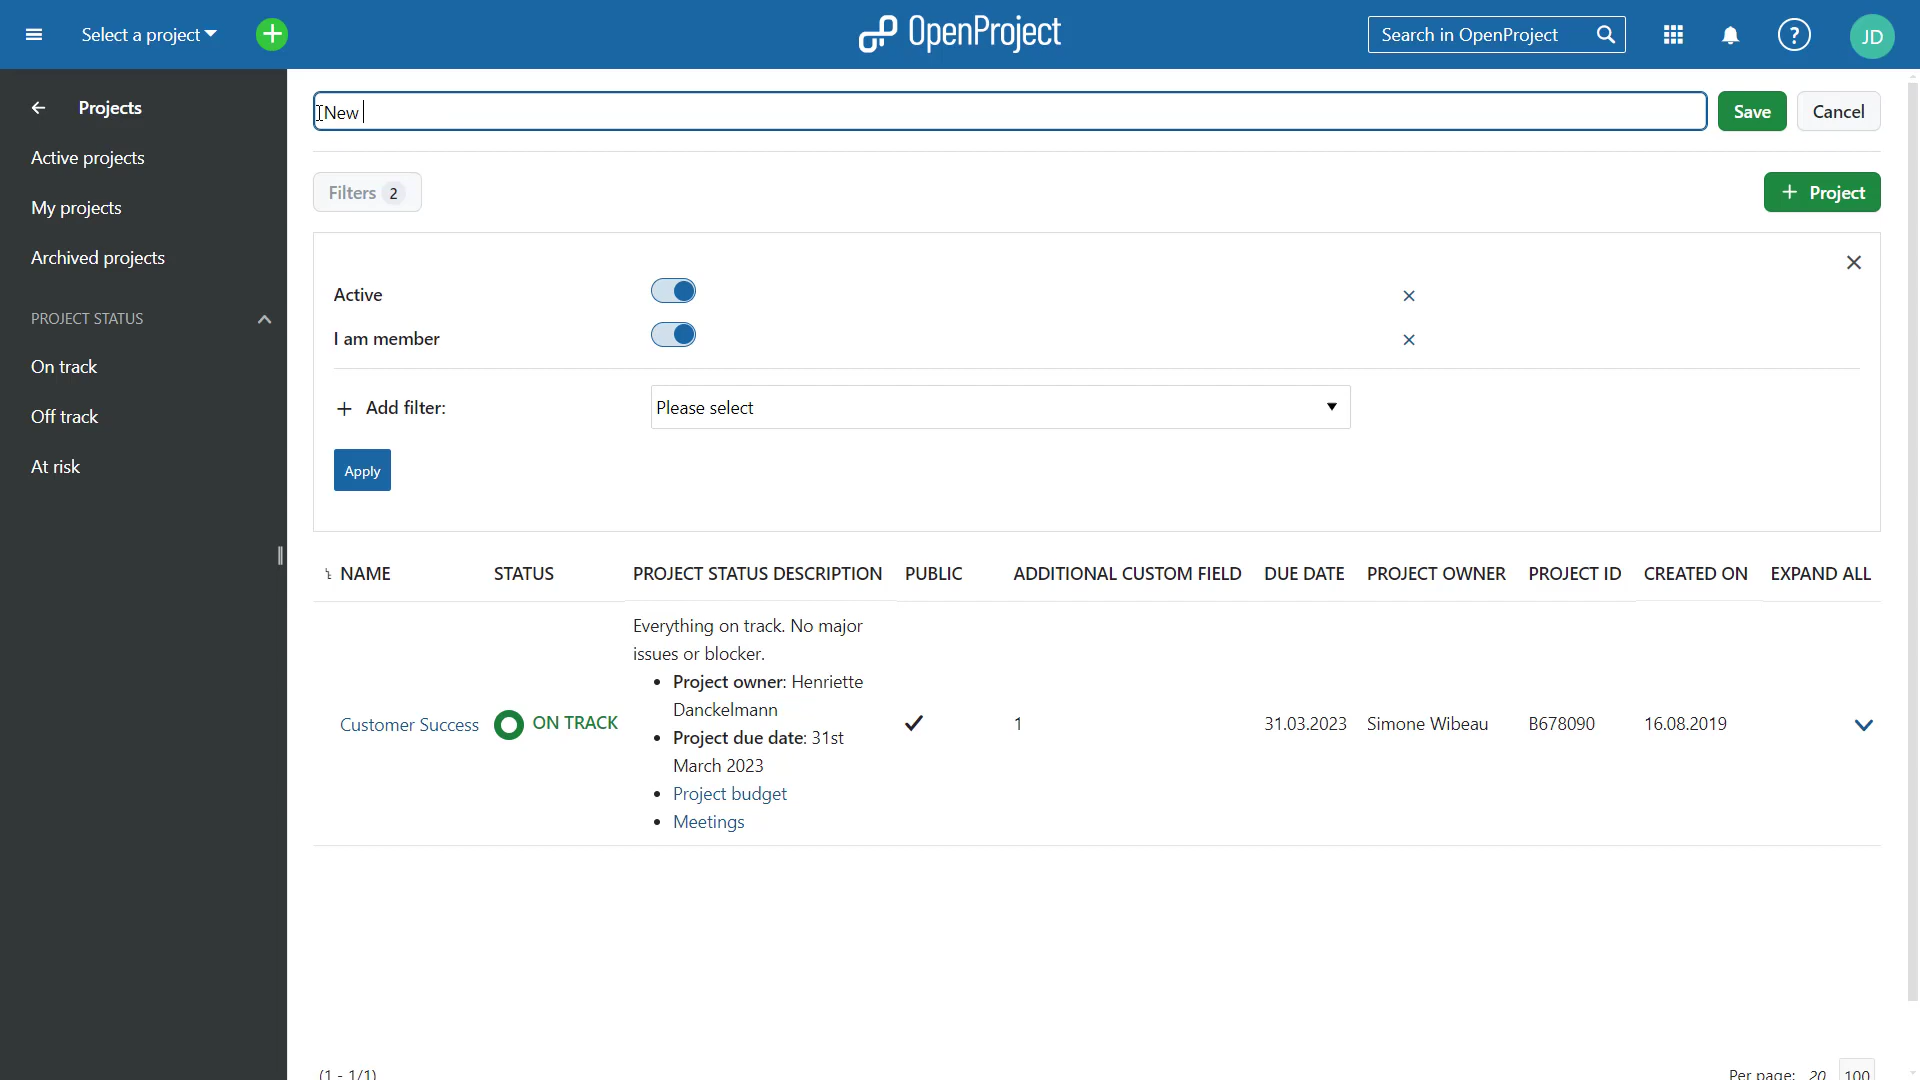 Select a project
OpenProject
Search in OpenProject
JD
Projects
Active projects
My projects
Archived projects
PROJECT STATUS
On track
Off track
At risk
New
Save
Cancel
Filters 2
+ Project
Active
I am member
+ Add filter:
Please select
Apply
NAME STATUS PROJECT STATUS DESCRIPTION PUBLIC ADDITIONAL CUSTOM FIELD DUE DATE PROJECT OWNER PROJECT ID CREATED ON EXPAND ALL
Customer Success
ON TRACK
Everything on track. No major
issues or blocker.
• Project owner: Henriette
Danckelmann
• Project due date: 31st
March 2023
• Project budget
• Meetings
1
31.03.2023
Simone Wibeau
B678090
16.08.2019
(1 - 1/1)
Per page: 20 100